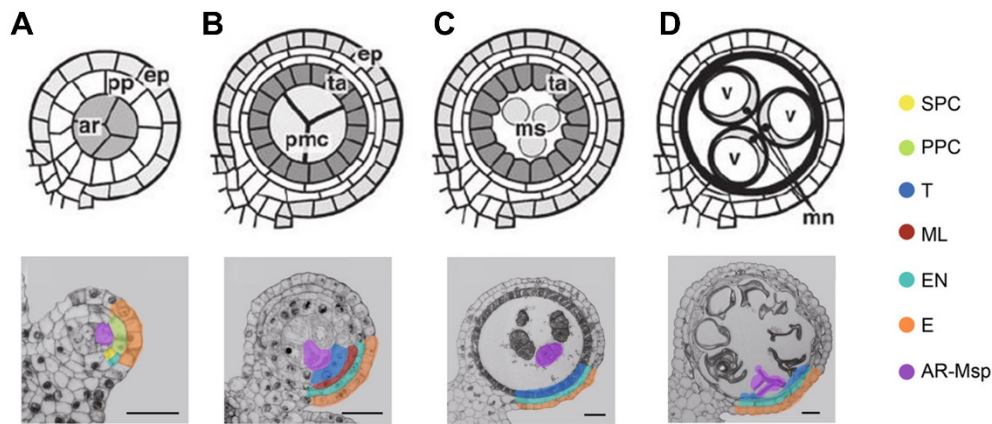 A B C D
pp ep
ar
ep
ta
pmc
ta
ms
v v
v
mn
SPC
PPC
T
ML
EN
E
AR-Msp